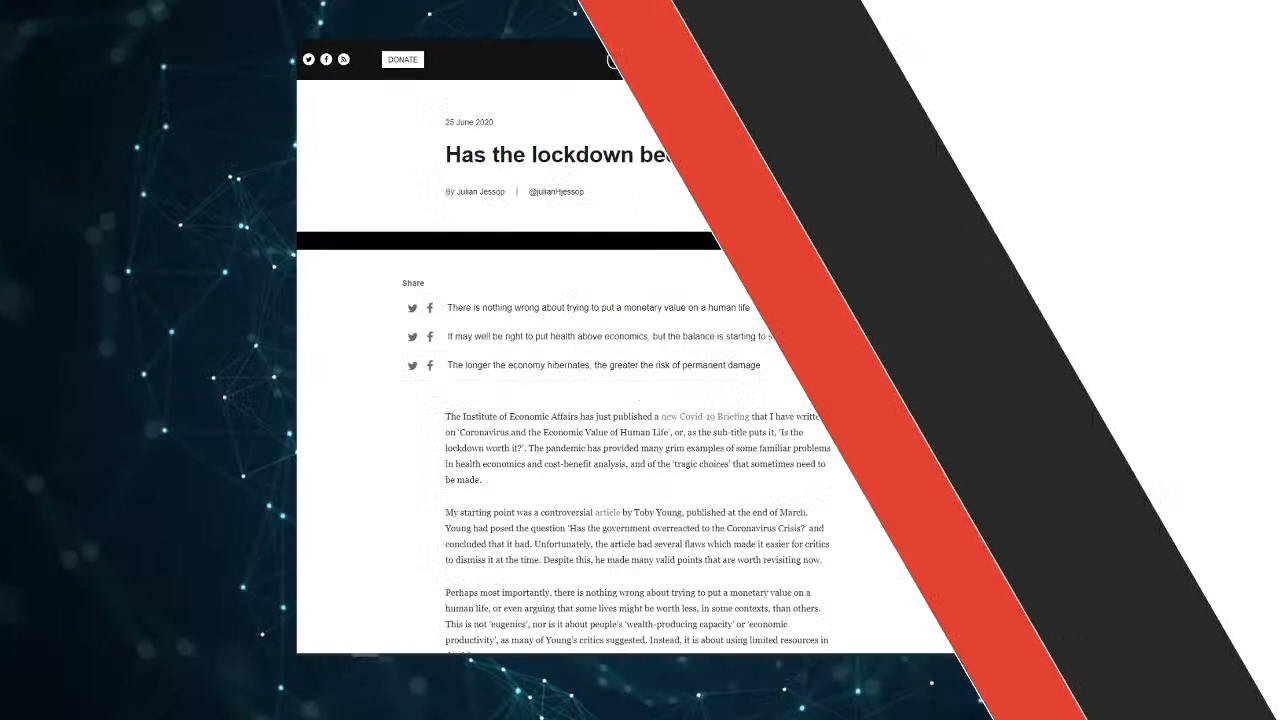 DONATE
25 June 2020
Has the lockdown
By Julian Jessop | @julianHjessop
Share
There is nothing wrong about trying to put a monetary value on a human life
It may well be right to put health above economics, but the balance is starting to
The longer the economy hibernates, the greater the risk of permanent damage
The Institute of Economic Affairs has just published a new Covid-19 Briefing that I have
on 'Coronavirus and the Economic Value of Human Life', or, as the sub-title puts it, 'Is the
lockdown worth it?'. The pandemic has provided many grim examples of some familiar problems
in health economics and cost-benefit analysis, and of the 'tragic choices' that sometimes need to
be made.
My starting point was a controversial article by Toby Young, published at the end of March.
Young had posed the question 'Has the government overreacted to the Coronavirus Crisis?' and
concluded that it had. Unfortunately, the article had several flaws which made it easier for critics
to dismiss it at the time. Despite this, he made many valid points that are worth revisiting now.
Perhaps most importantly, there is nothing wrong about trying to put a monetary value on a
human life, or even arguing that some lives might be worth less, in some contexts, than others.
This is not 'eugenics', nor is it about people's 'wealth-producing capacity' or 'economic
productivity', as many of Young's critics suggested. Instead, it is about using limited resources in